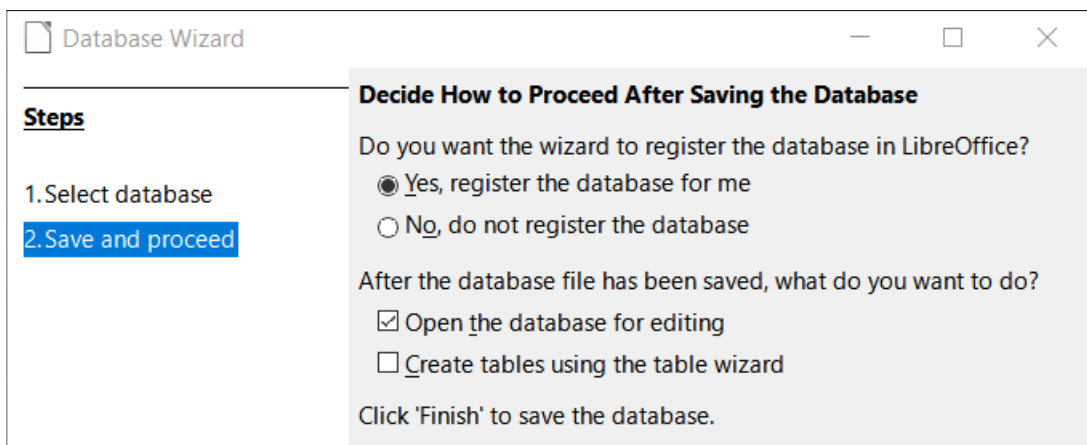 Database Wizard
Steps
1. Select database
2. Save and proceed
Decide How to Proceed After Saving the Database
Do you want the wizard to register the database in LibreOffice?
Yes, register the database for me
No, do not register the database
After the database file has been saved, what do you want to do?
Open the database for editing
Create tables using the table wizard
Click 'Finish' to save the database.